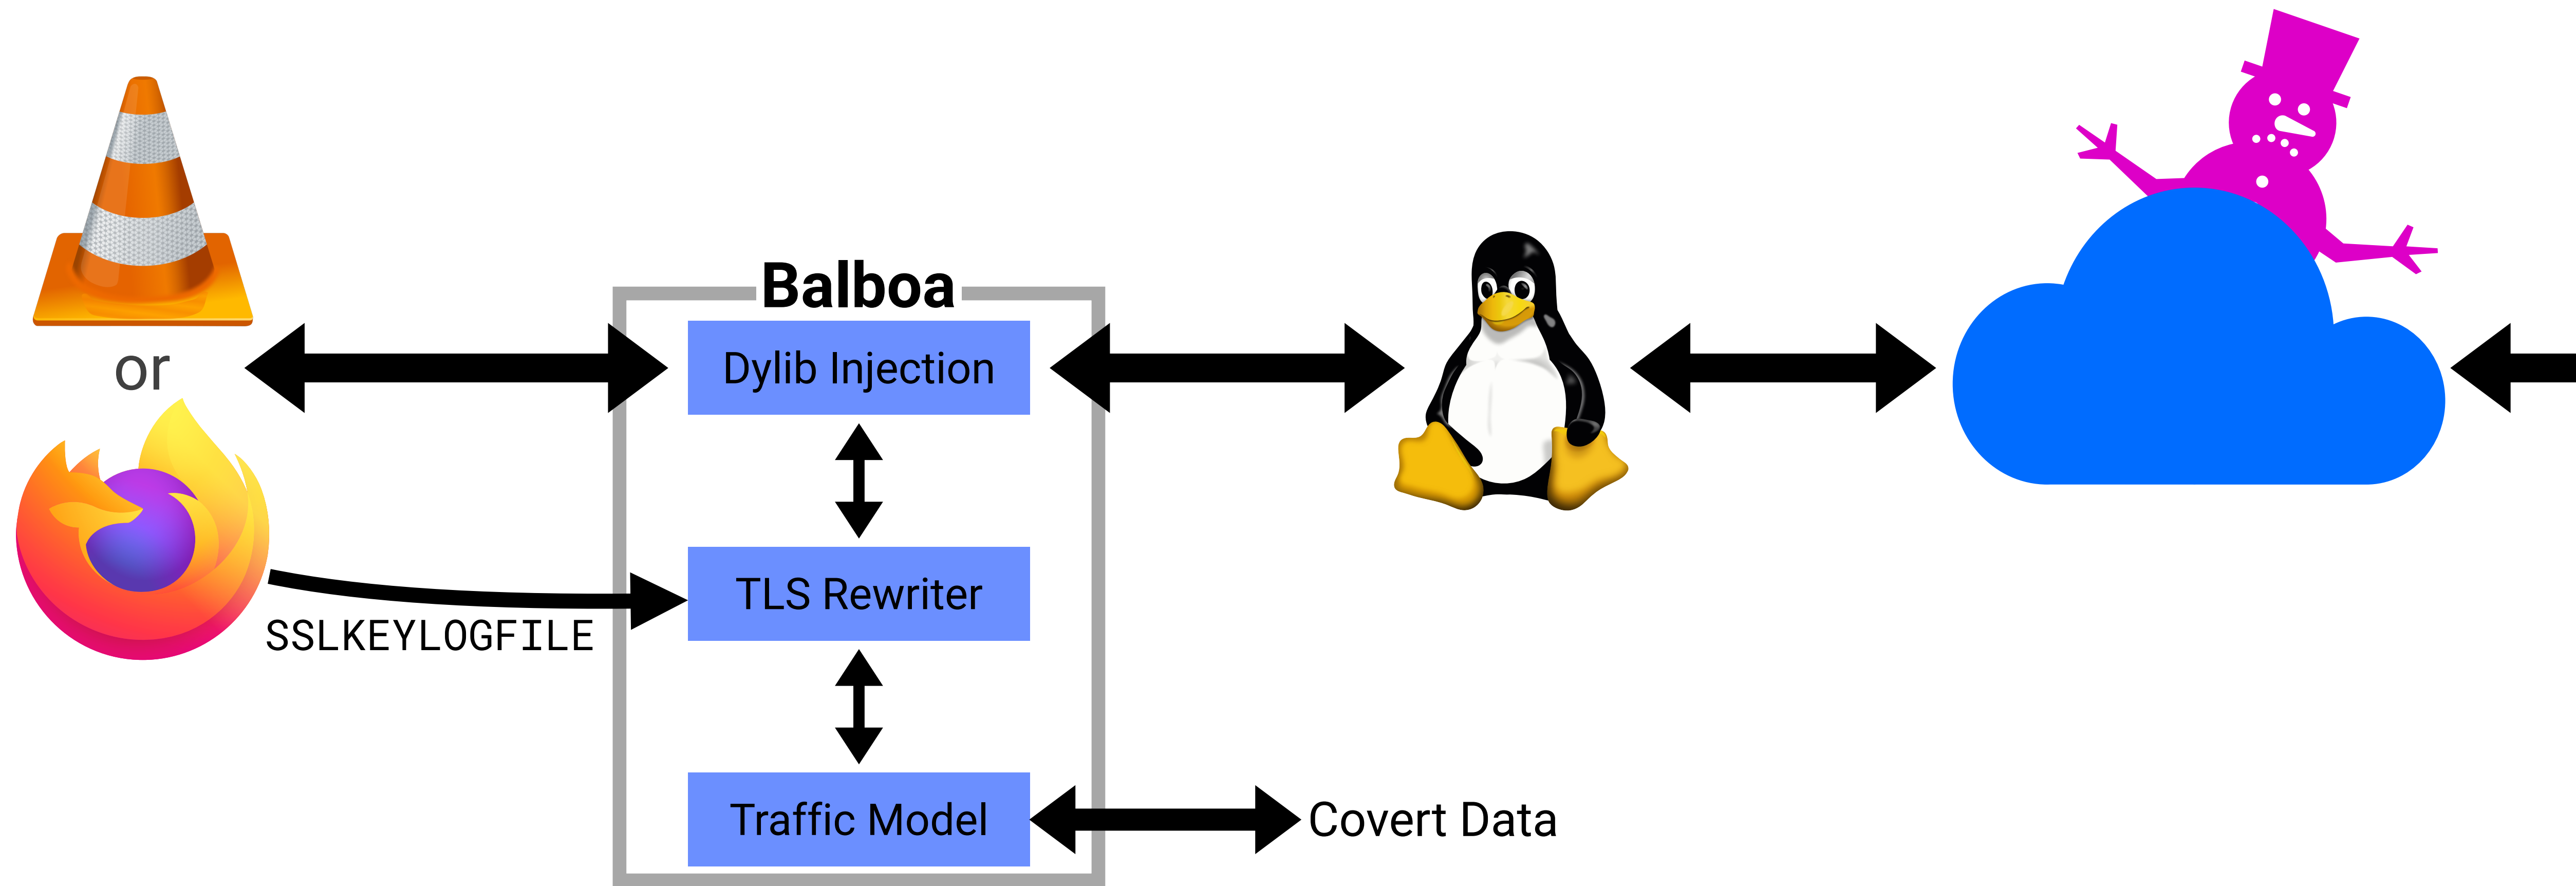 Balboa
or
Dylib Injection
TLS Rewriter
SSLKEYLOGFILE
Traffic Model
Covert Data